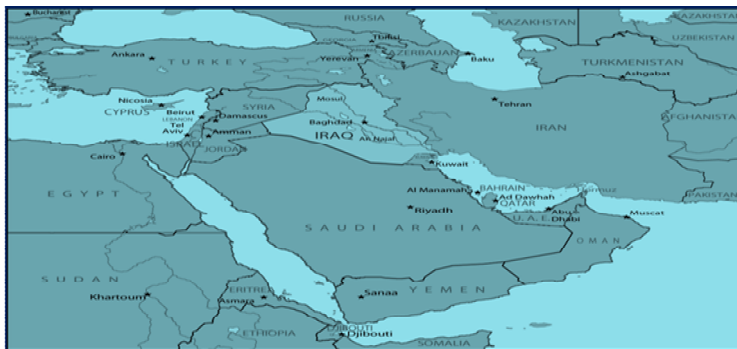 Bucharest
RUSSIA
KAZAKHSTAN
KAZAKHSTAN
UZBEKISTAN
Tbilisi
Ankara
TURKEY
Yerevan
AZERBAIJAN
Baku
TURKMENISTAN
Ashgabat
Nicosia
CYPRUS
SYRIA
Mosul
Tehran
Beirut
LEBANON
Damascus
Baghdad
IRAQ
IRAN
AFGHANISTAN
Tel
Aviv
ISRAEL
Amman
JORDAN
An Najaf
Cairo
Kuwait
EGYPT
Al Manamah
BAHRAIN
Hormuz
PAKISTAN
Ad Dawhah
QATAR
Riyadh
U. A. E.
Abu
Dhabi
Muscat
SAUDI ARABIA
OMAN
SUDAN
Khartoum
ERITREA
Asmara
Sanaa
YEMEN
DJIBOUTI
Djibouti
ETHIOPIA
SOMALIA